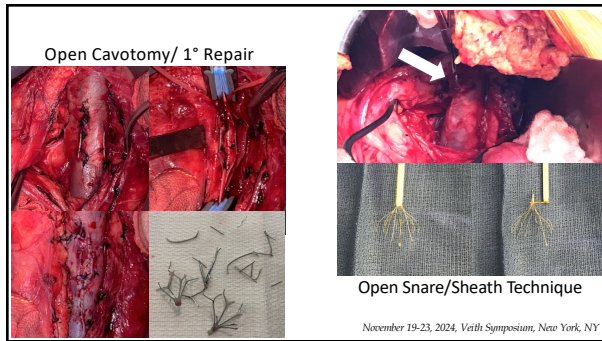 Open Cavotomy/ 1° Repair
Open Snare/Sheath Technique
November 19-23, 2024, Veith Symposium, New York, NY